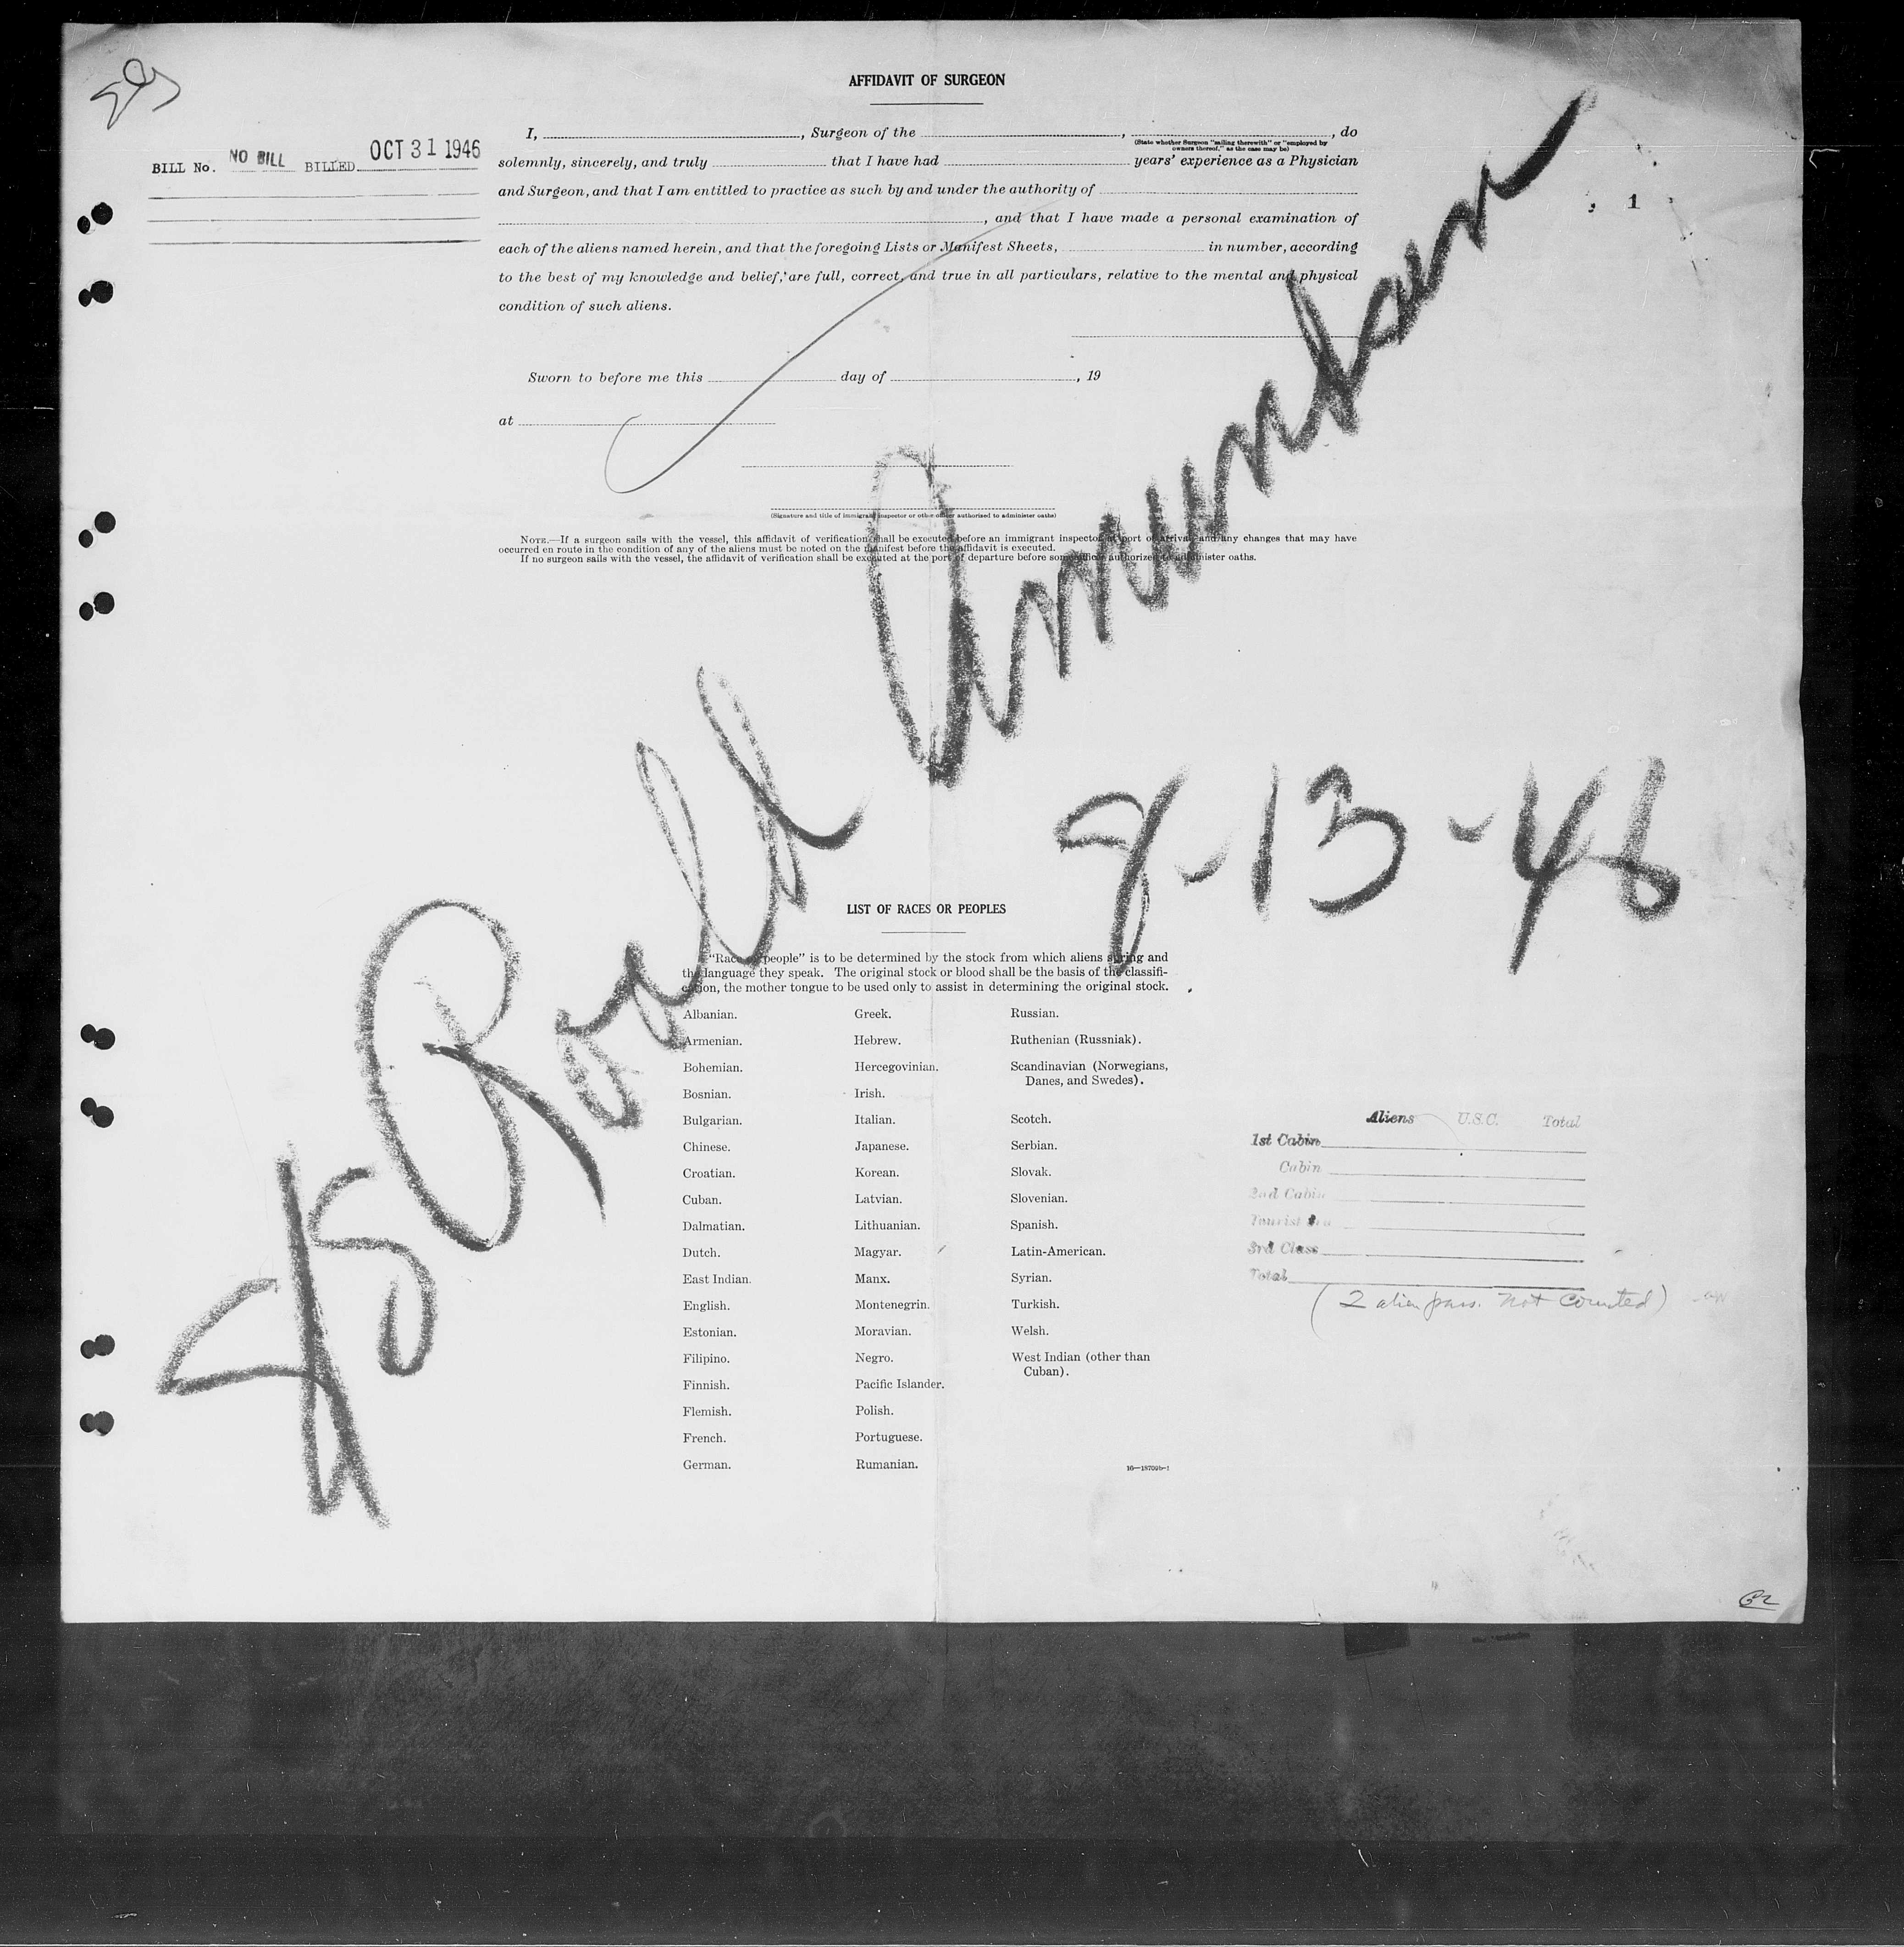 AFFIDAVIT OF SURGEON
BILL No. NO BILL BILLED OCT 31 1946
I, , Surgeon of the , , do
(State whether Surgeon "sailing therewith" or "employed by
owners thereof," as the case may be)
solemnly, sincerely, and truly that I have had years' experience as a Physician
and Surgeon, and that I am entitled to practice as such by and under the authority of
, and that I have made a personal examination of
1
each of the aliens named herein, and that the foregoing Lists or Manifest Sheets, in number, according
to the best of my knowledge and belief, are full, correct, and true in all particulars, relative to the mental and physical
condition of such aliens.
Sworn to before me this day of , 19
at
(Signature and title of immigrant inspector or other officer authorized to administer oaths)
NOTE.—If a surgeon sails with the vessel, this affidavit of verification shall be executed before an immigrant inspector at port of arrival, and any changes that may have
occurred en route in the condition of any of the aliens must be noted on the manifest before the affidavit is executed.
If no surgeon sails with the vessel, the affidavit of verification shall be executed at the port of departure before some officer authorized to administer oaths.
S/S Roald Amundsen
8-13-46
LIST OF RACES OR PEOPLES
"Race or people" is to be determined by the stock from which aliens spring and
the language they speak. The original stock or blood shall be the basis of the classifi-
cation, the mother tongue to be used only to assist in determining the original stock.
Albanian.
Armenian.
Bohemian.
Bosnian.
Bulgarian.
Chinese.
Croatian.
Cuban.
Dalmatian.
Dutch.
East Indian.
English.
Estonian.
Filipino.
Finnish.
Flemish.
French.
German.
Greek.
Hebrew.
Hercegovinian.
Irish.
Italian.
Japanese.
Korean.
Latvian.
Lithuanian.
Magyar.
Manx.
Montenegrin.
Moravian.
Negro.
Pacific Islander.
Polish.
Portuguese.
Rumanian.
Russian.
Ruthenian (Russniak).
Scandinavian (Norwegians,
Danes, and Swedes).
Scotch.
Serbian.
Slovak.
Slovenian.
Spanish.
Latin-American.
Syrian.
Turkish.
Welsh.
West Indian (other than
Cuban).
16—18709b-1
Aliens U.S.C. Total
1st Cabin
Cabin
2nd Cabin
Tourist
3rd Class
Total
(2 alien pass. not counted)